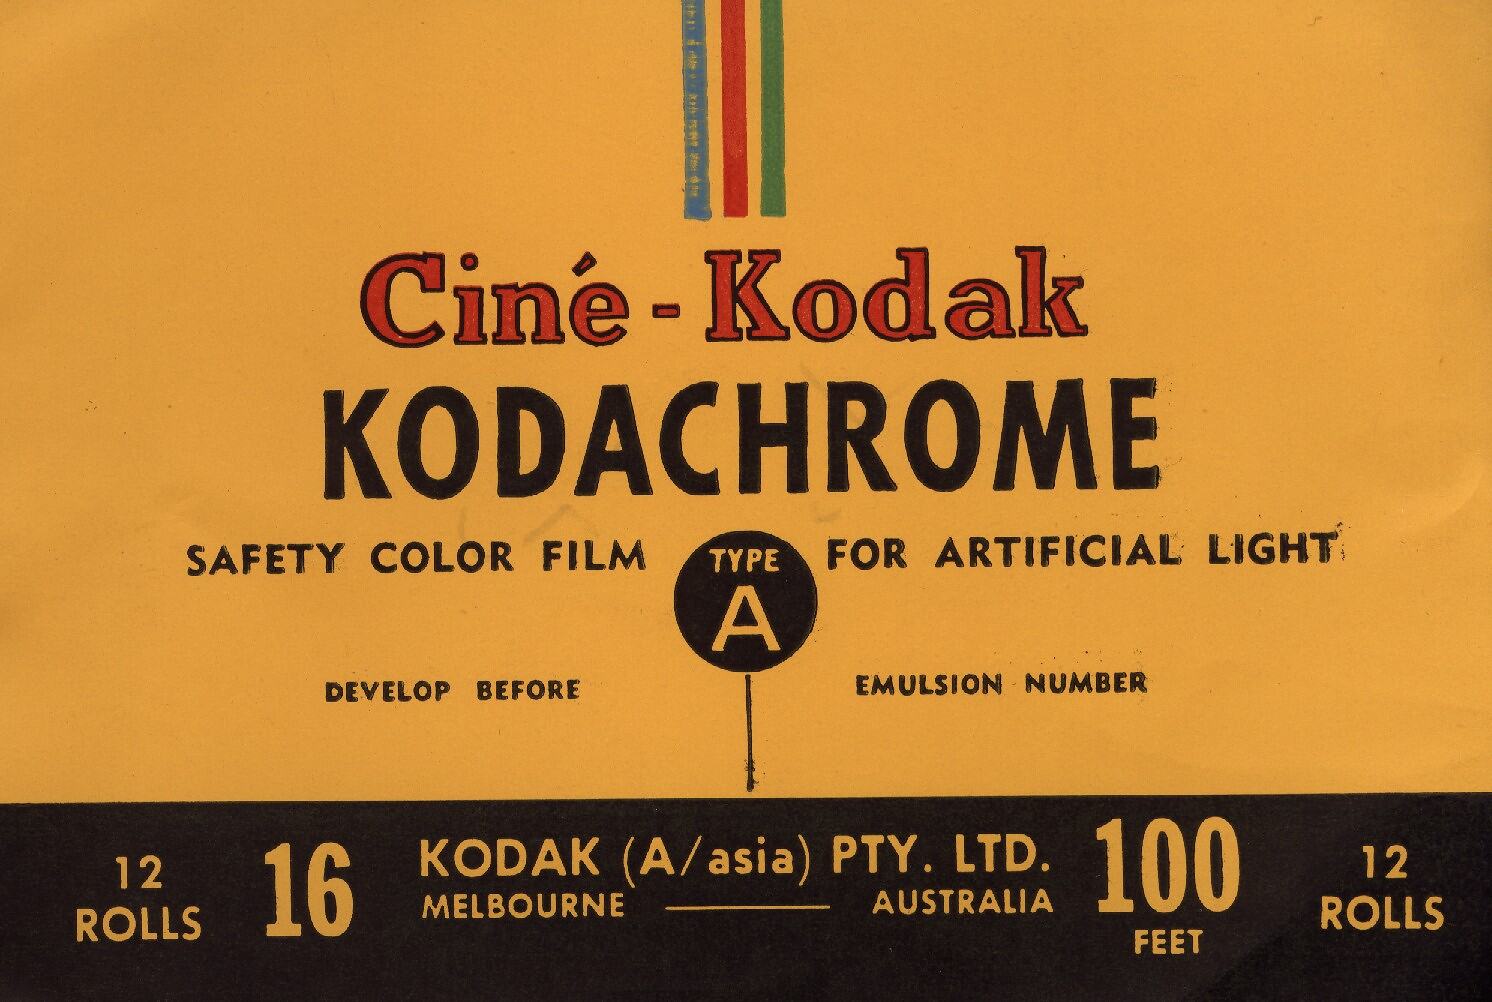 Ciné-Kodak
KODACHROME
SAFETY COLOR FILM TYPE A FOR ARTIFICIAL LIGHT
DEVELOP BEFORE EMULSION NUMBER
12 ROLLS 16 KODAK (A/asia) PTY. LTD. 100 FEET 12 ROLLS
MELBOURNE AUSTRALIA